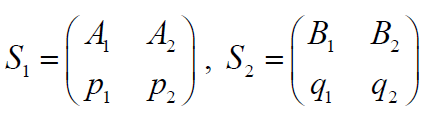 S₁ = ( A₁ A₂ ) , S₂ = ( B₁ B₂ )
( p₁ p₂ ) ( q₁ q₂ )